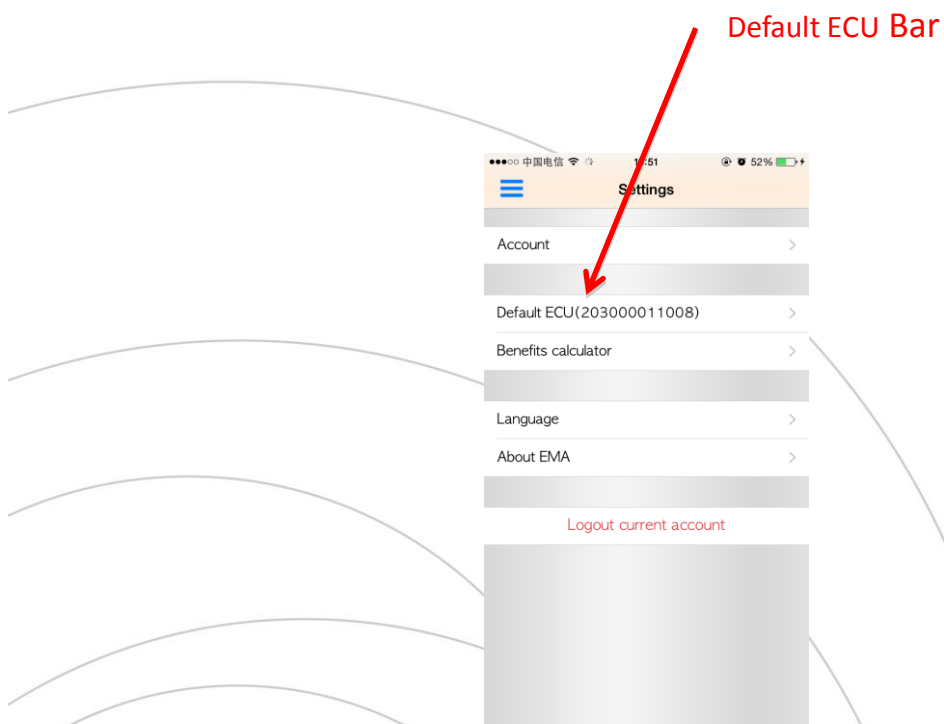 Default ECU Bar
中国电信 52%
Settings
Account
Default ECU(203000011008)
Benefits calculator
Language
About EMA
Logout current account